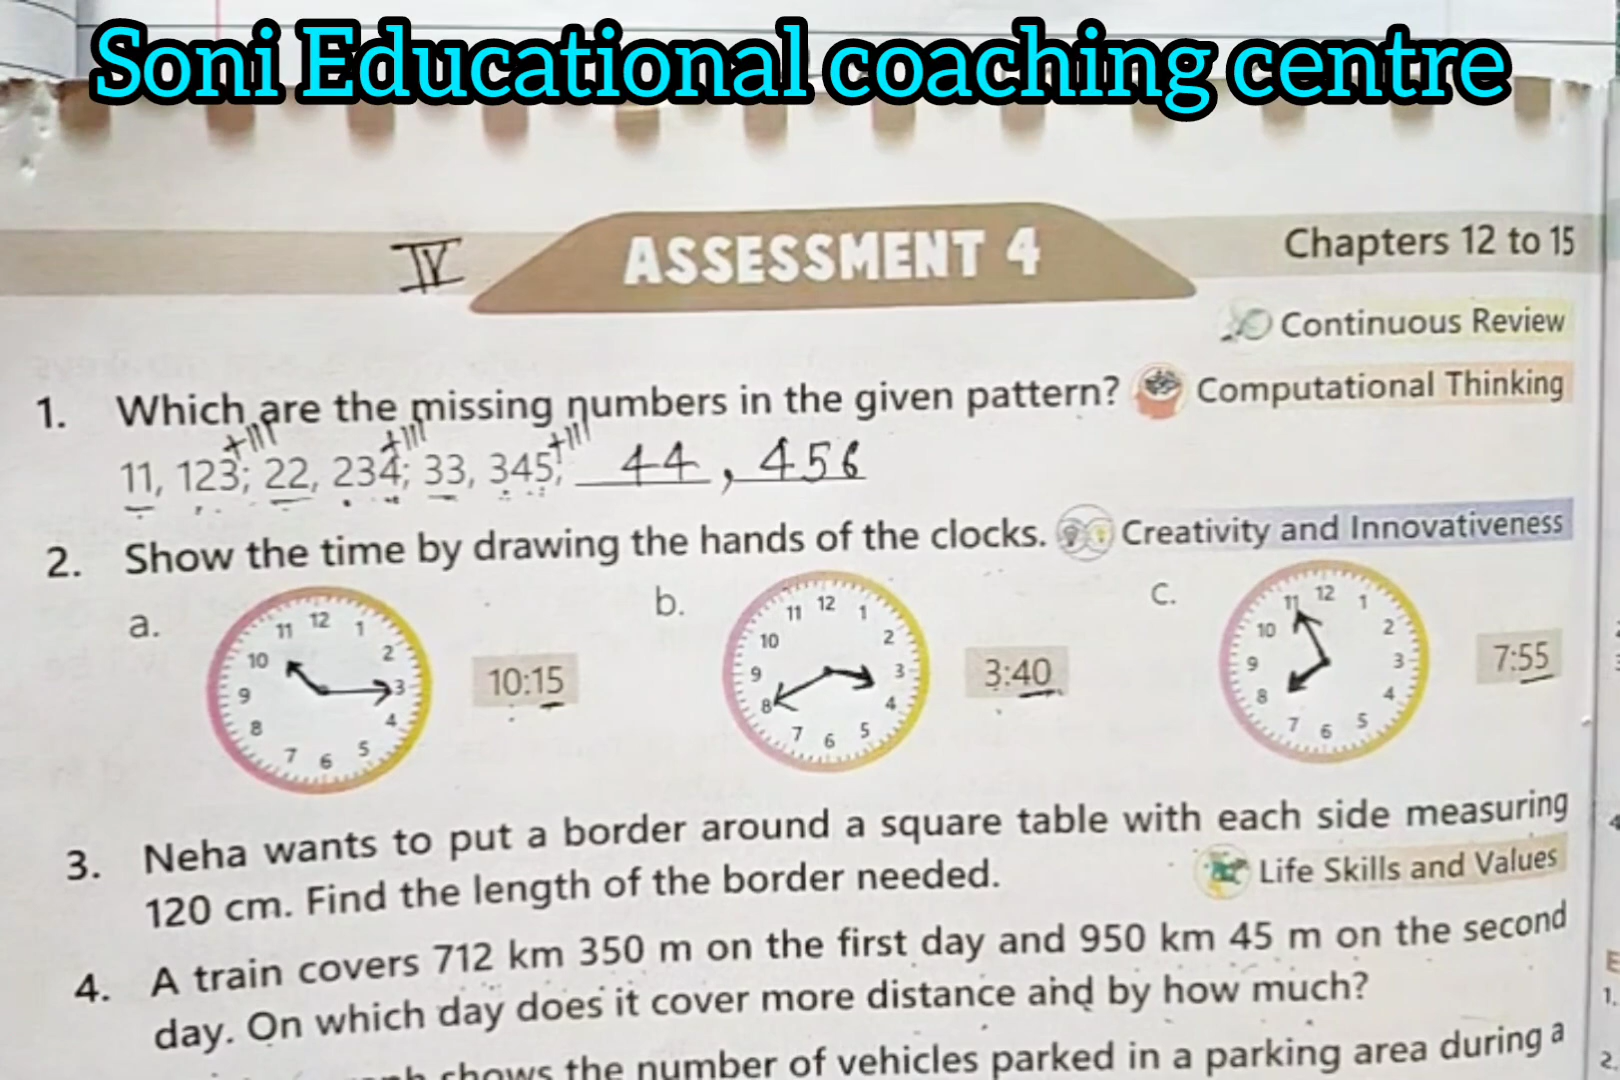 Soni Educational coaching centre
IV ASSESSMENT 4 Chapters 12 to 15
Continuous Review
1. Which are the missing numbers in the given pattern? Computational Thinking
+111 +111 +111
11, 123; 22, 234; 33, 345; 44, 456
2. Show the time by drawing the hands of the clocks. Creativity and Innovativeness
a. 12 1 2 3 4 5 6 7 8 9 10 11 10:15
b. 12 1 2 3 4 5 6 7 8 9 10 11 3:40
c. 12 1 2 3 4 5 6 7 8 9 10 11 7:55
3. Neha wants to put a border around a square table with each side measuring
120 cm. Find the length of the border needed. Life Skills and Values
4. A train covers 712 km 350 m on the first day and 950 km 45 m on the second
day. On which day does it cover more distance and by how much?
shows the number of vehicles parked in a parking area during a